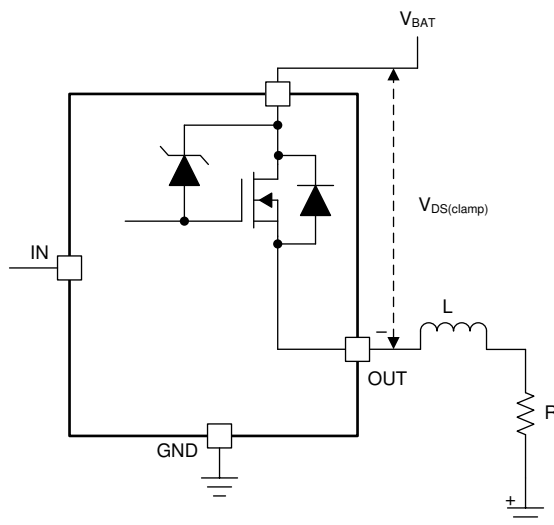 VBAT
VDS(clamp)
IN
L
−
OUT
R
GND
+